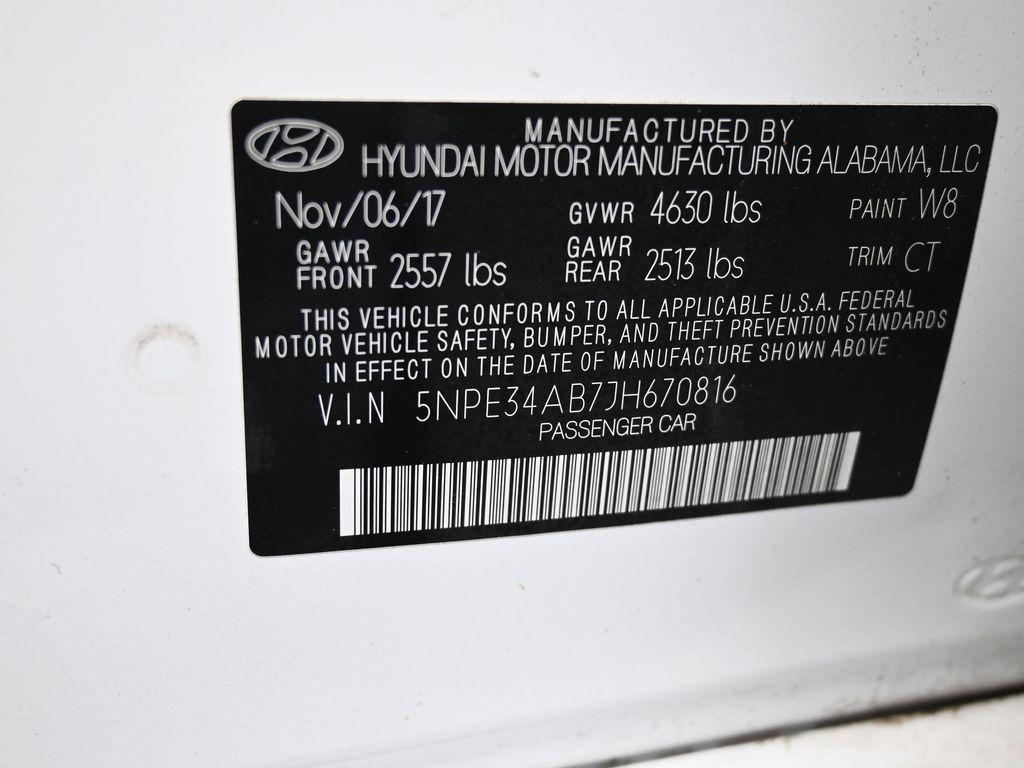 MANUFACTURED BY
HYUNDAI MOTOR MANUFACTURING ALABAMA, LLC
Nov/06/17 GVWR 4630 lbs PAINT W8
GAWR FRONT 2557 lbs GAWR REAR 2513 lbs TRIM CT
THIS VEHICLE CONFORMS TO ALL APPLICABLE U.S.A. FEDERAL
MOTOR VEHICLE SAFETY, BUMPER, AND THEFT PREVENTION STANDARDS
IN EFFECT ON THE DATE OF MANUFACTURE SHOWN ABOVE
V.I.N 5NPE34AB7JH670816
PASSENGER CAR